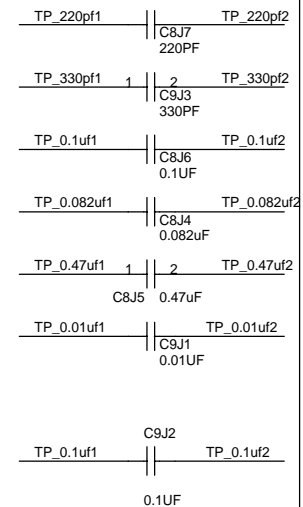 TP_220pf1 TP_220pf2
C8J7
220PF
TP_330pf1 1 2 TP_330pf2
C9J3
330PF
TP_0.1uf1 TP_0.1uf2
C8J6
0.1UF
TP_0.082uf1 TP_0.082uf2
C8J4
0.082uF
TP_0.47uf1 1 2 TP_0.47uf2
C8J5 0.47uF
TP_0.01uf1 TP_0.01uf2
C9J1
0.01UF
C9J2
TP_0.1uf1 TP_0.1uf2
0.1UF